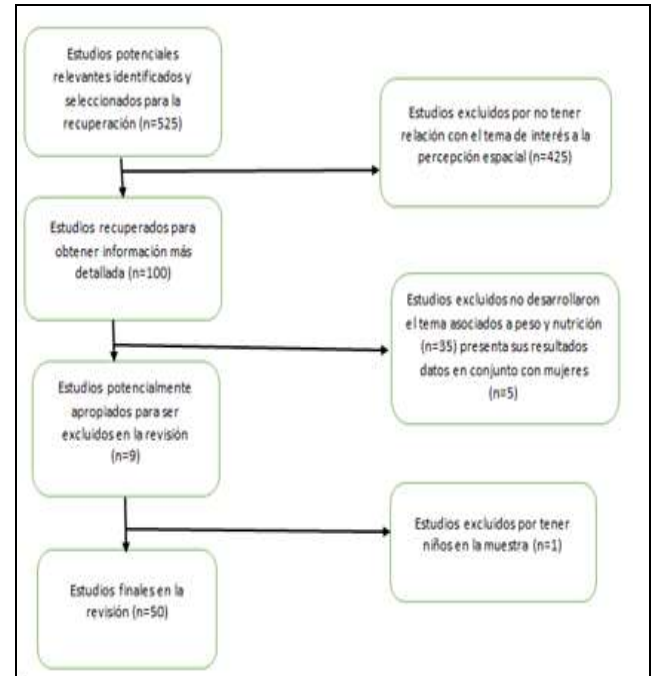 Estudios potenciales
relevantes identificados y
seleccionados para la
recuperación (n=525)
Estudios excluidos por no tener
relación con el tema de interés a la
percepción espacial (n=425)
Estudios recuperados para
obtener información más
detallada (n=100)
Estudios excluidos no desarrollaron
el tema asociados a peso y nutrición
(n=35) presenta sus resultados
datos en conjunto con mujeres
(n=5)
Estudios potencialmente
apropiados para ser
excluidos en la revisión
(n=9)
Estudios excluidos por tener
niños en la muestra (n=1)
Estudios finales en la
revisión (n=50)